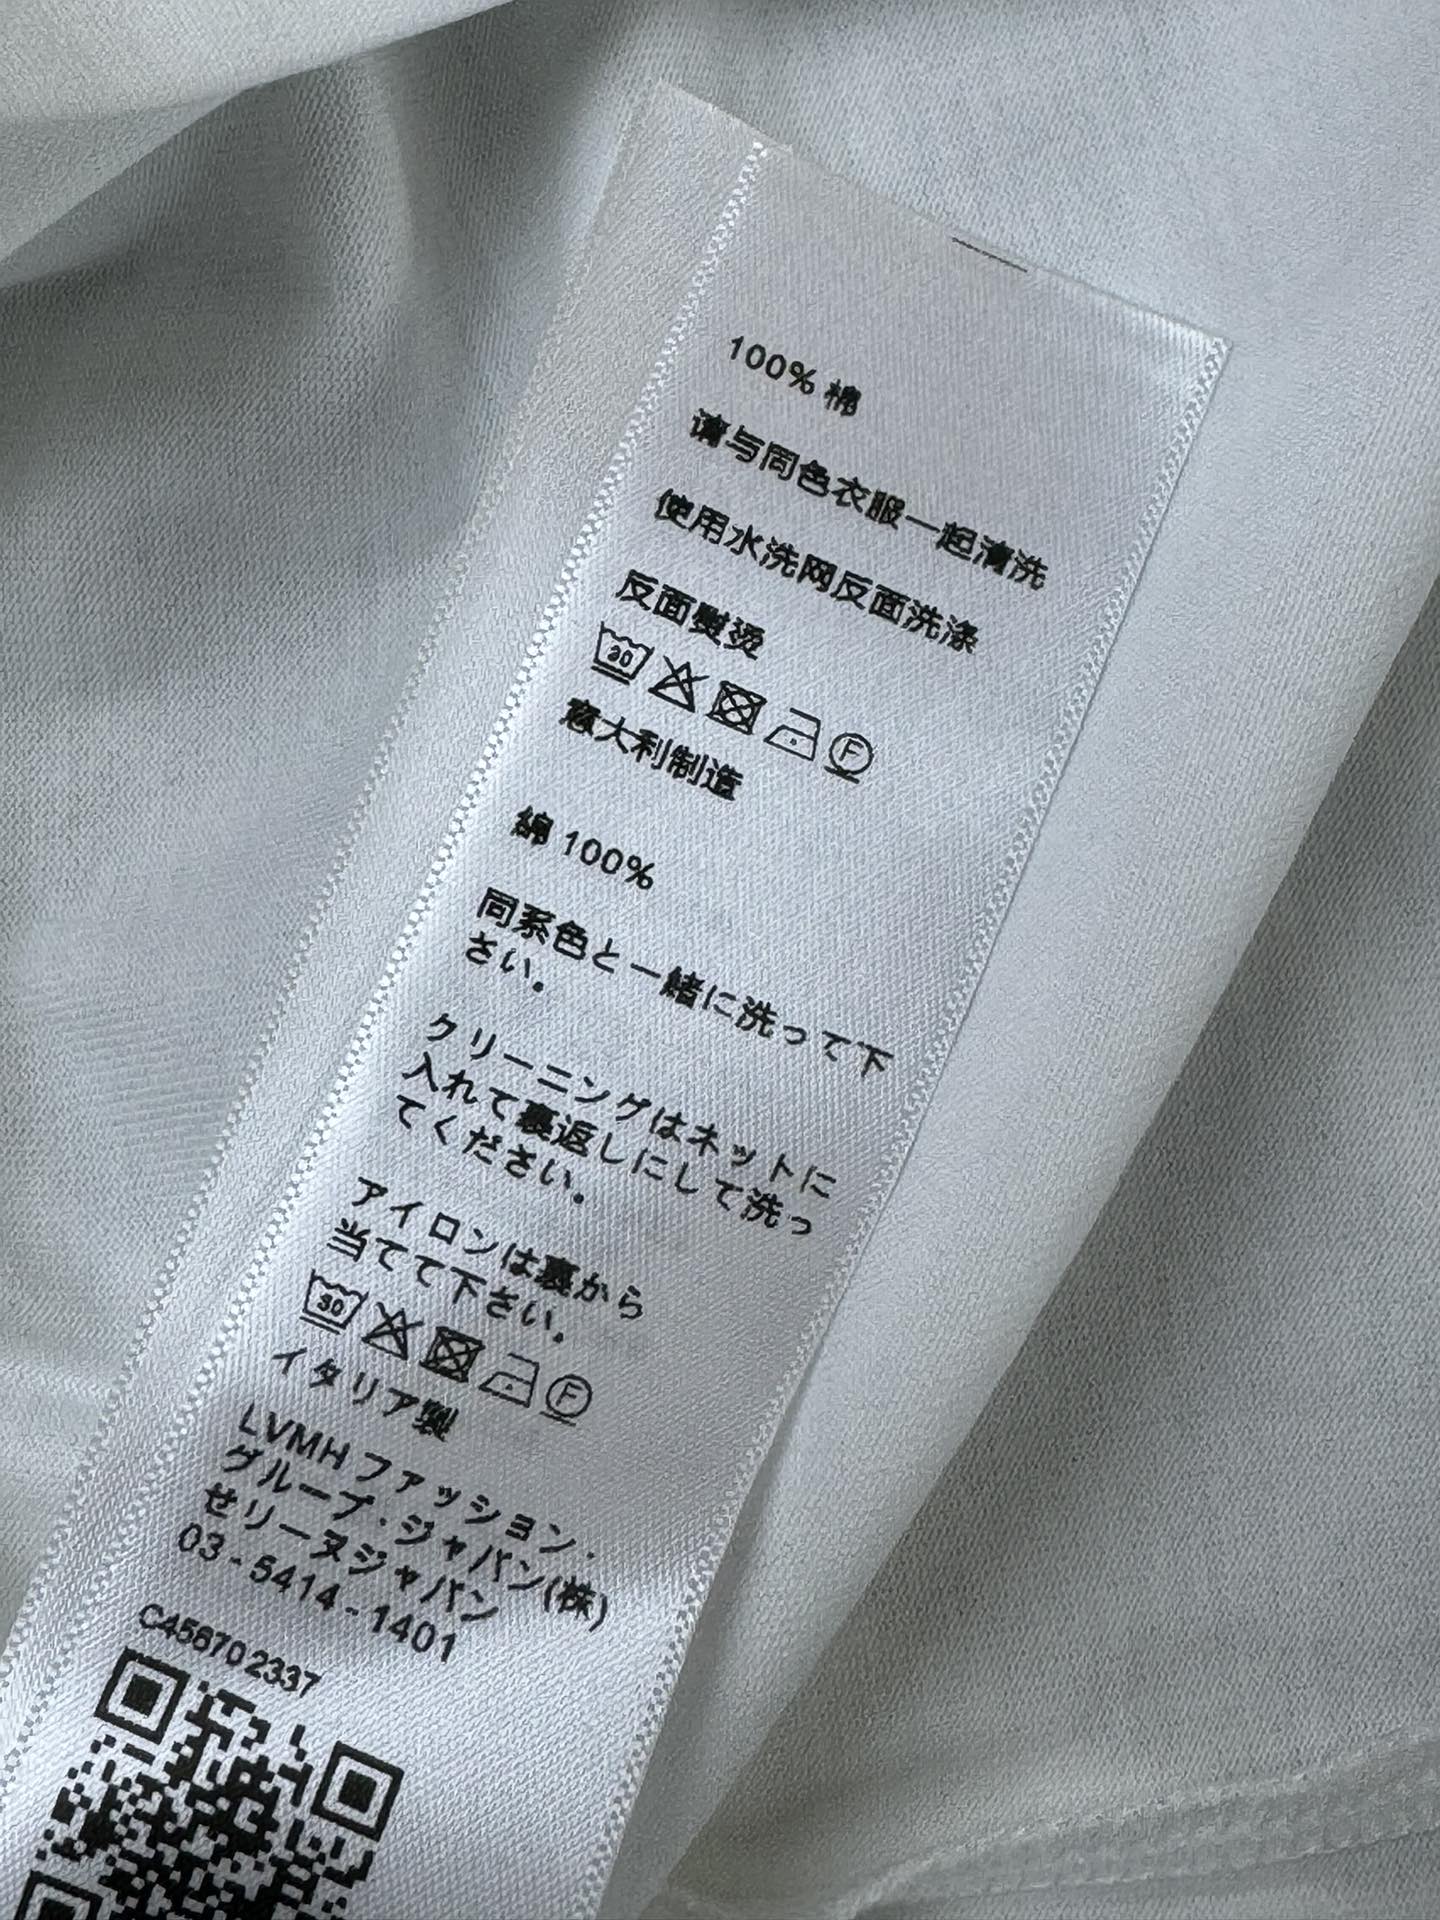 100% 棉
请与同色衣服一起清洗
使用水洗网反面洗涤
反面熨烫
30
F
意大利制造
綿 100%
同系色と一緒に洗って下
さい。
クリーニングはネットに
入れて裏返しにして洗っ
てください。
アイロンは裏から
当てて下さい。
30
F
イタリア製
LVMH ファッション・
グループ・ジャパン(株)
セリーヌジャパン
03-5414-1401
C458702337